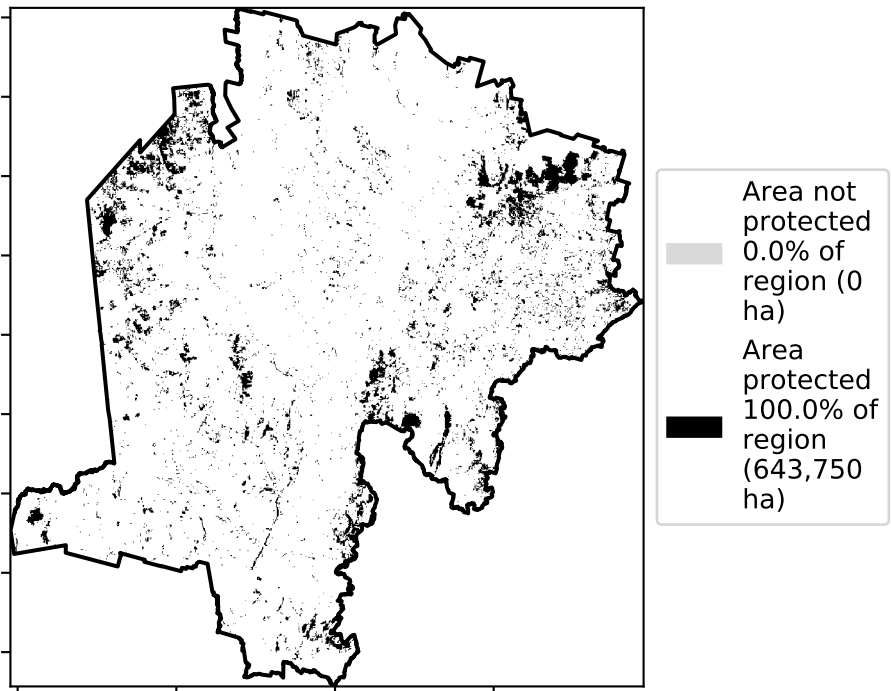 Area not
protected
0.0% of
region (0
ha)
Area
protected
100.0% of
region
(643,750
ha)